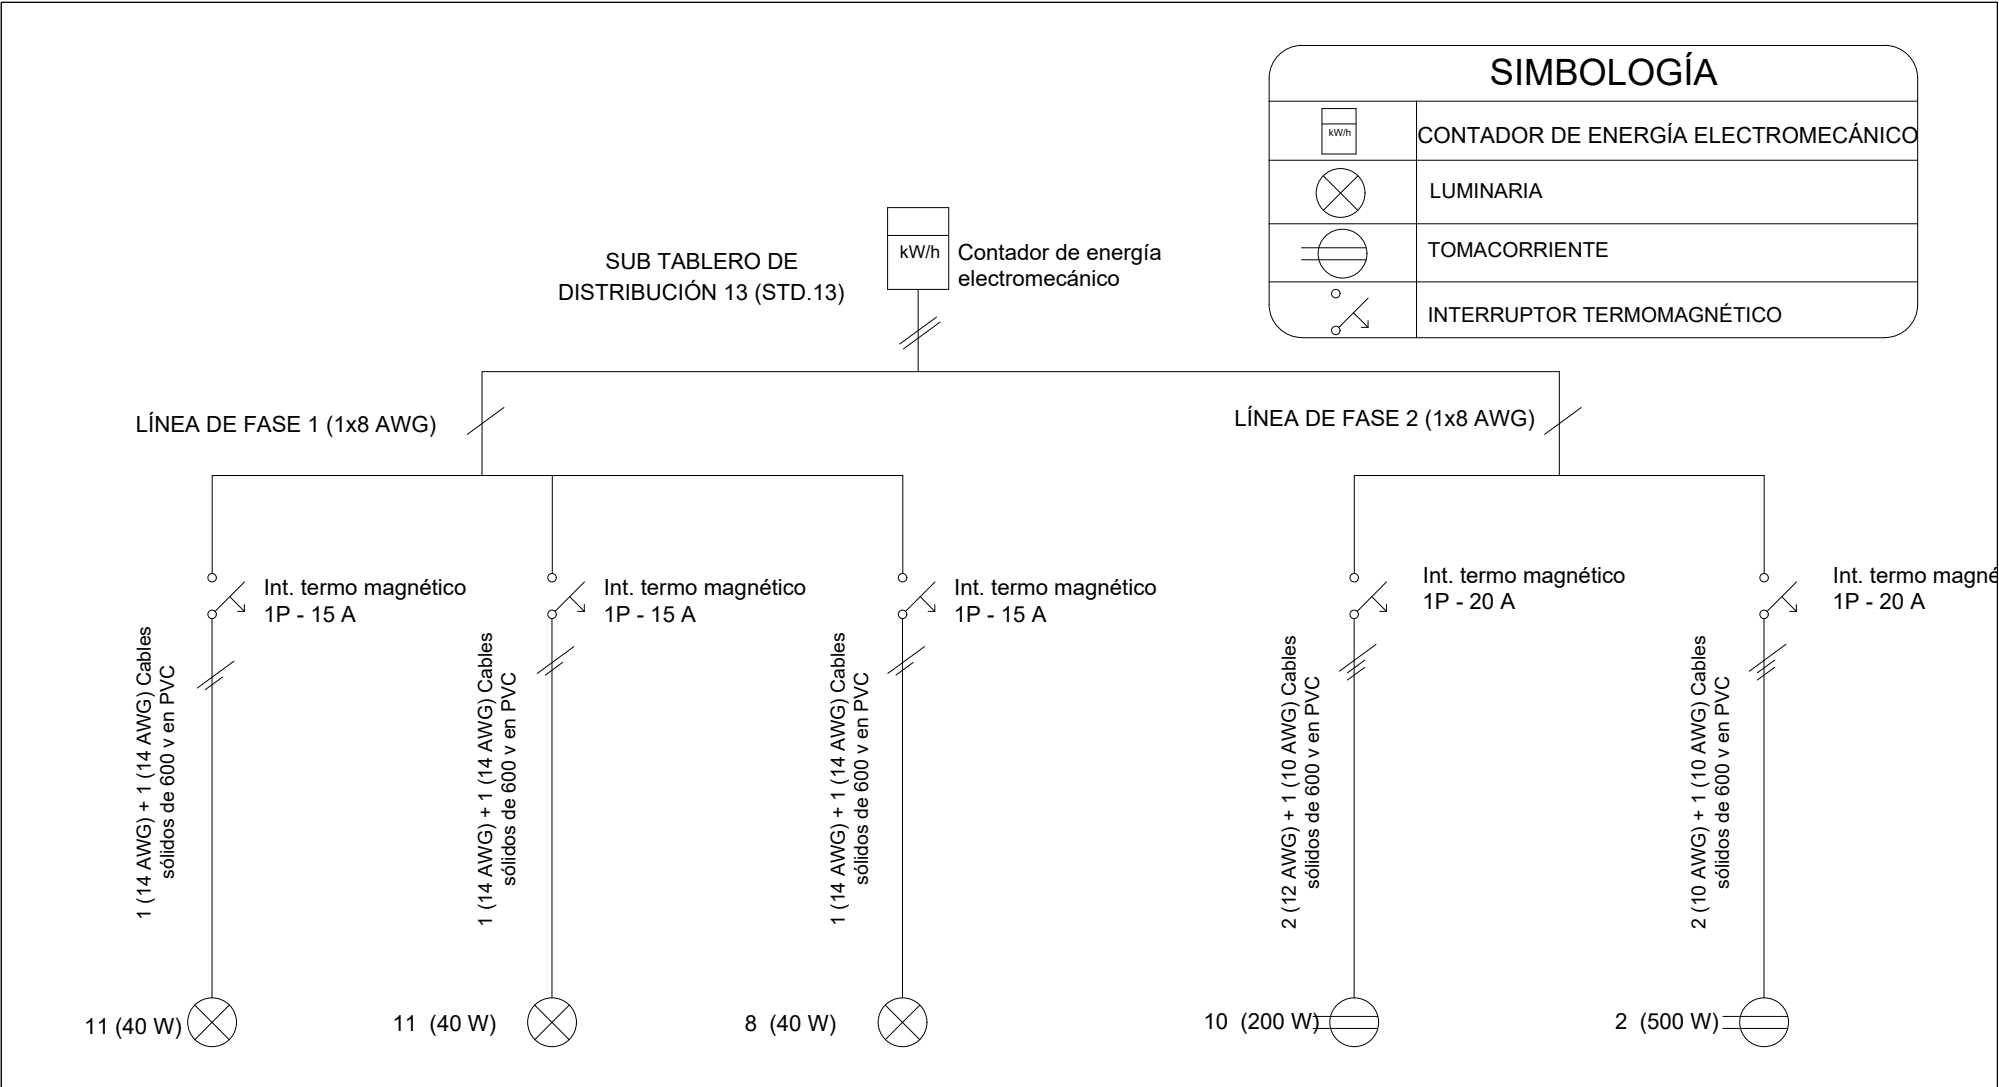 SIMBOLOGÍA
kW/h
CONTADOR DE ENERGÍA ELECTROMECÁNICO
LUMINARIA
TOMACORRIENTE
INTERRUPTOR TERMOMAGNÉTICO
SUB TABLERO DE
DISTRIBUCIÓN 13 (STD.13)
kW/h
Contador de energía
electromecánico
LÍNEA DE FASE 1 (1x8 AWG)
LÍNEA DE FASE 2 (1x8 AWG)
Int. termo magnético
1P - 15 A
Int. termo magnético
1P - 15 A
Int. termo magnético
1P - 15 A
Int. termo magnético
1P - 20 A
Int. termo magné
1P - 20 A
1 (14 AWG) + 1 (14 AWG) Cables
sólidos de 600 v en PVC
1 (14 AWG) + 1 (14 AWG) Cables
sólidos de 600 v en PVC
1 (14 AWG) + 1 (14 AWG) Cables
sólidos de 600 v en PVC
2 (12 AWG) + 1 (10 AWG) Cables
sólidos de 600 v en PVC
2 (10 AWG) + 1 (10 AWG) Cables
sólidos de 600 v en PVC
11 (40 W)
11 (40 W)
8 (40 W)
10 (200 W)
2 (500 W)